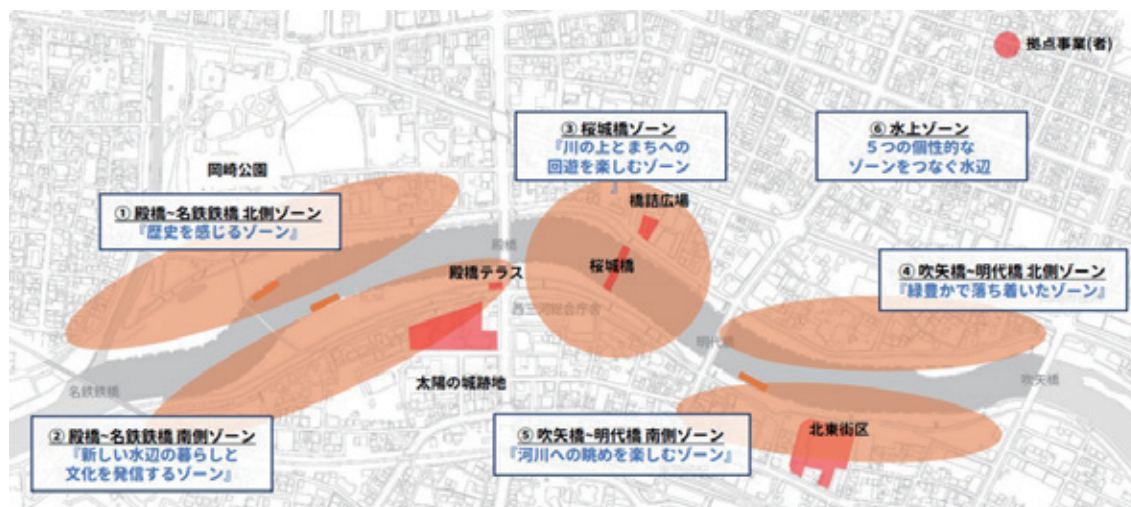 拠点事業(者)
③ 桜城橋ゾーン
『川の上とまちへの
回遊を楽しむゾーン
』
⑥ 水上ゾーン
５つの個性的な
ゾーンをつなぐ水辺
岡崎公園
① 殿橋~名鉄鉄橋 北側ゾーン
『歴史を感じるゾーン』
橋詰広場
殿橋
殿橋テラス
桜城橋
④ 吹矢橋~明代橋 北側ゾーン
『緑豊かで落ち着いたゾーン』
西三河総合庁舎
明代橋
太陽の城跡地
名鉄鉄橋
吹矢橋
② 殿橋~名鉄鉄橋 南側ゾーン
『新しい水辺の暮らしと
文化を発信するゾーン』
⑤ 吹矢橋~明代橋 南側ゾーン
『河川への眺めを楽しむゾーン』
北東街区